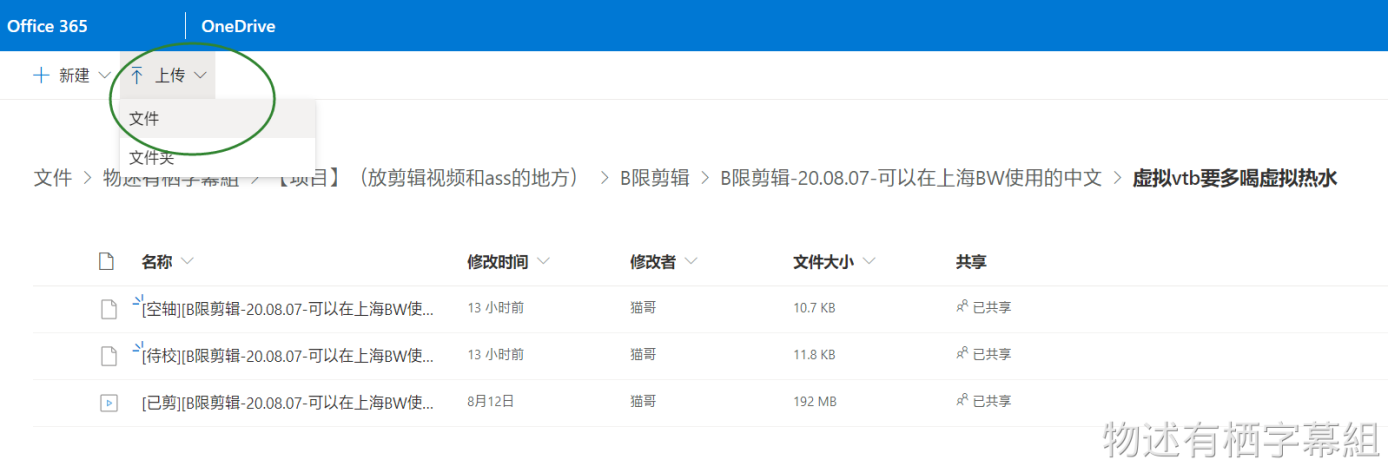 Office 365 OneDrive
新建 上传
文件
文件夹
文件 > 物述有栖字幕組 > 【项目】（放剪辑视频和ass的地方） > B限剪辑 > B限剪辑-20.08.07-可以在上海BW使用的中文 > 虚拟vtb要多喝虚拟热水
名称 修改时间 修改者 文件大小 共享
[空轴][B限剪辑-20.08.07-可以在上海BW使... 13 小时前 猫哥 10.7 KB 已共享
[待校][B限剪辑-20.08.07-可以在上海BW使... 13 小时前 猫哥 11.8 KB 已共享
[已剪][B限剪辑-20.08.07-可以在上海BW使... 8月12日 猫哥 192 MB 已共享
物述有栖字幕組